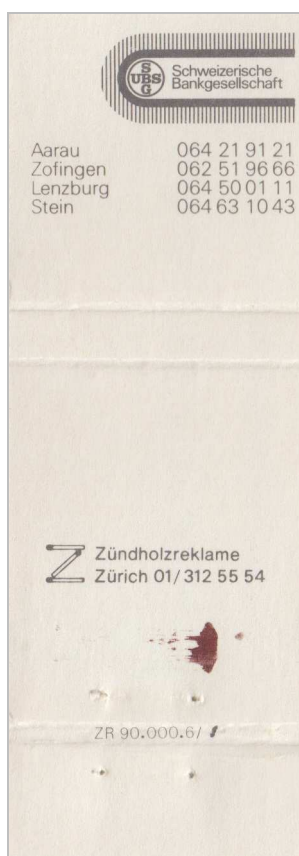 S
UBS
G
Schweizerische
Bankgesellschaft
Aarau 064 21 91 21
Zofingen 062 51 96 66
Lenzburg 064 50 01 11
Stein 064 63 10 43
Z Zündholzreklame
Zürich 01/312 55 54
ZR 90.000.6/